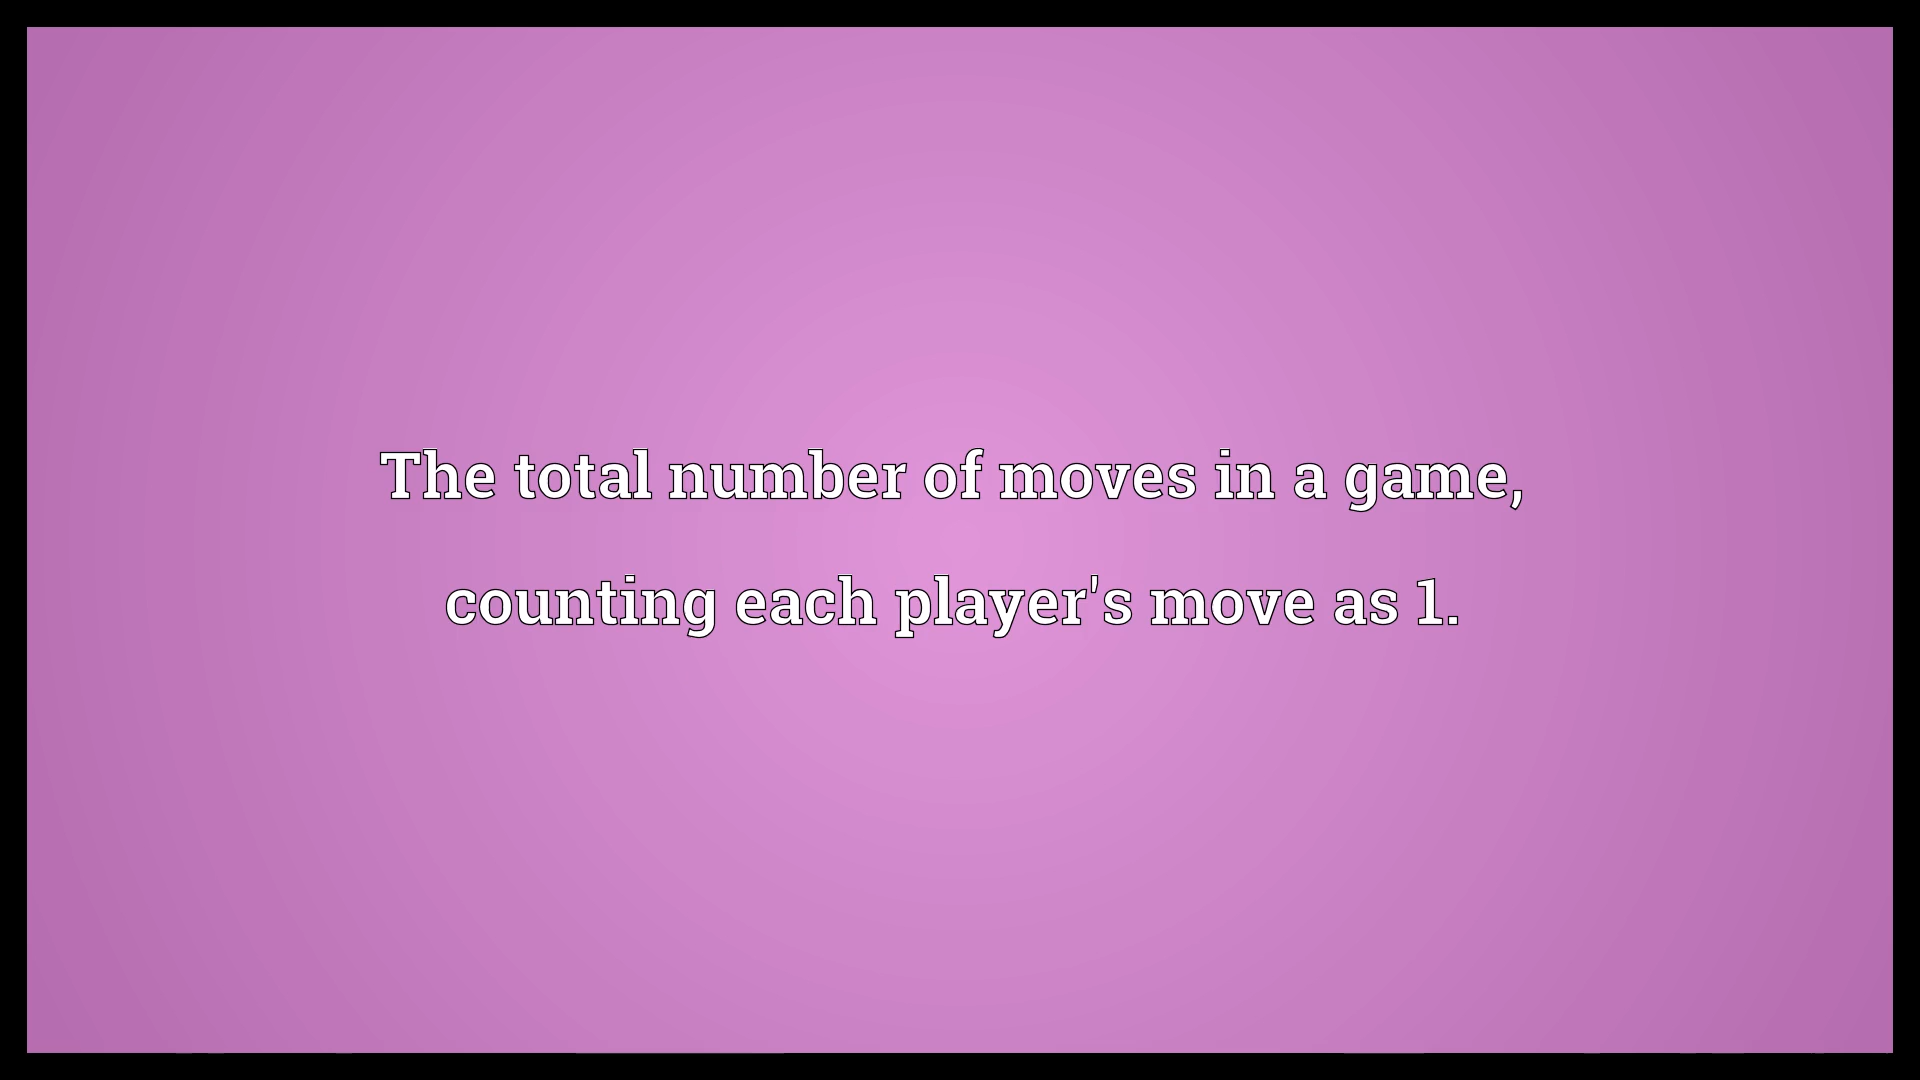 The total number of moves in a game,
counting each player's move as 1.